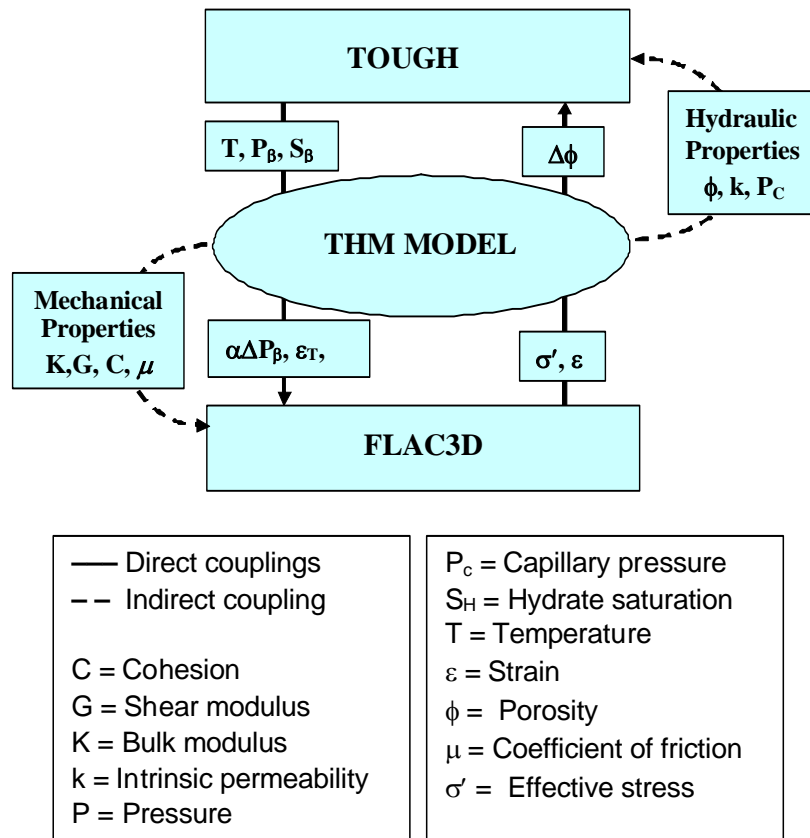 TOUGH
T, Pβ, Sβ
Δϕ
Hydraulic
Properties
ϕ, k, PC
THM MODEL
Mechanical
Properties
K,G, C, μ
αΔPβ, εT,
σ′, ε
FLAC3D
Direct couplings
Indirect coupling
C = Cohesion
G = Shear modulus
K = Bulk modulus
k = Intrinsic permeability
P = Pressure
Pc = Capillary pressure
SH = Hydrate saturation
T = Temperature
ε = Strain
ϕ = Porosity
μ = Coefficient of friction
σ′ = Effective stress